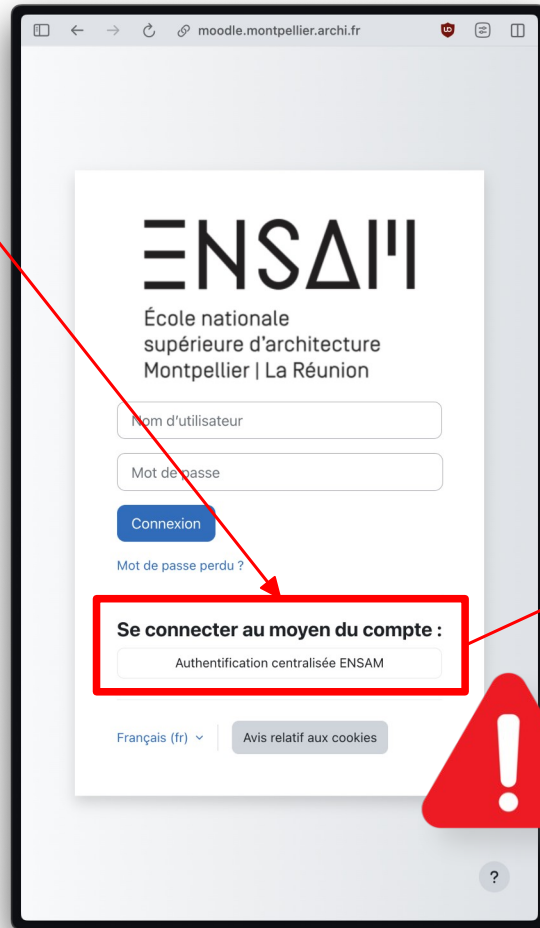 moodle.montpellier.archi.fr
ENSAM
École nationale
supérieure d'architecture
Montpellier | La Réunion
Nom d'utilisateur
Mot de passe
Connexion
Mot de passe perdu ?
Se connecter au moyen du compte :
Authentification centralisée ENSAM
Français (fr)
Avis relatif aux cookies
!
?